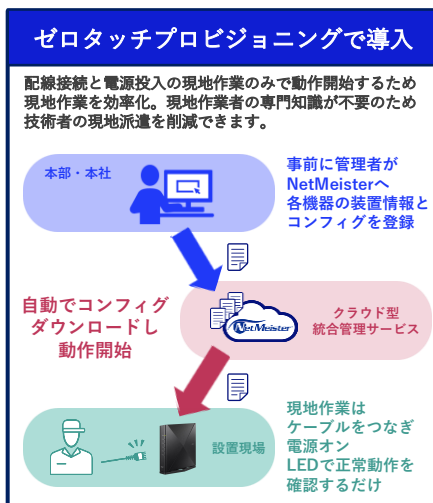 ゼロタッチプロビジョニングで導入
配線接続と電源投入の現地作業のみで動作開始するため
現地作業を効率化。現地作業者の専門知識が不要のため
技術者の現地派遣を削減できます。
本部・本社
事前に管理者が
NetMeisterへ
各機器の装置情報と
コンフィグを登録
自動でコンフィグ
ダウンロードし
動作開始
NetMeister
クラウド型
統合管理サービス
設置現場
現地作業は
ケーブルをつなぎ
電源オン
LEDで正常動作を
確認するだけ